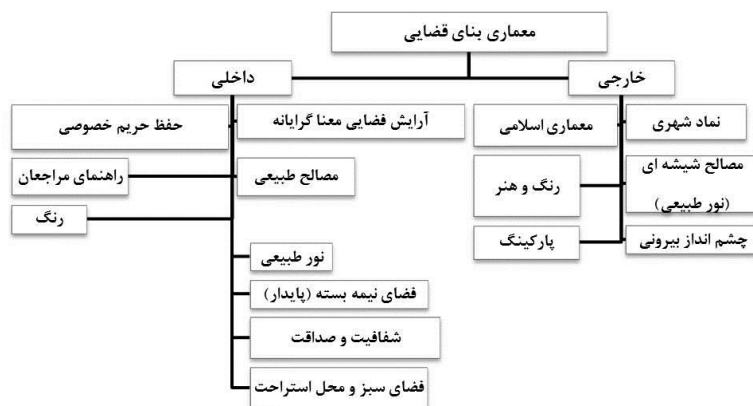 معماری بنای قضایی
خارجی
داخلی
نماد شهری
معماری اسلامی
مصالح شیشه ای
(نور طبیعی)
رنگ و هنر
چشم انداز بیرونی
پارکینگ
آرایش فضایی معنا گرایانه
حفظ حریم خصوصی
مصالح طبیعی
راهنمای مراجعان
رنگ
نور طبیعی
فضای نیمه بسته (پایدار)
شفافیت و صداقت
فضای سبز و محل استراحت